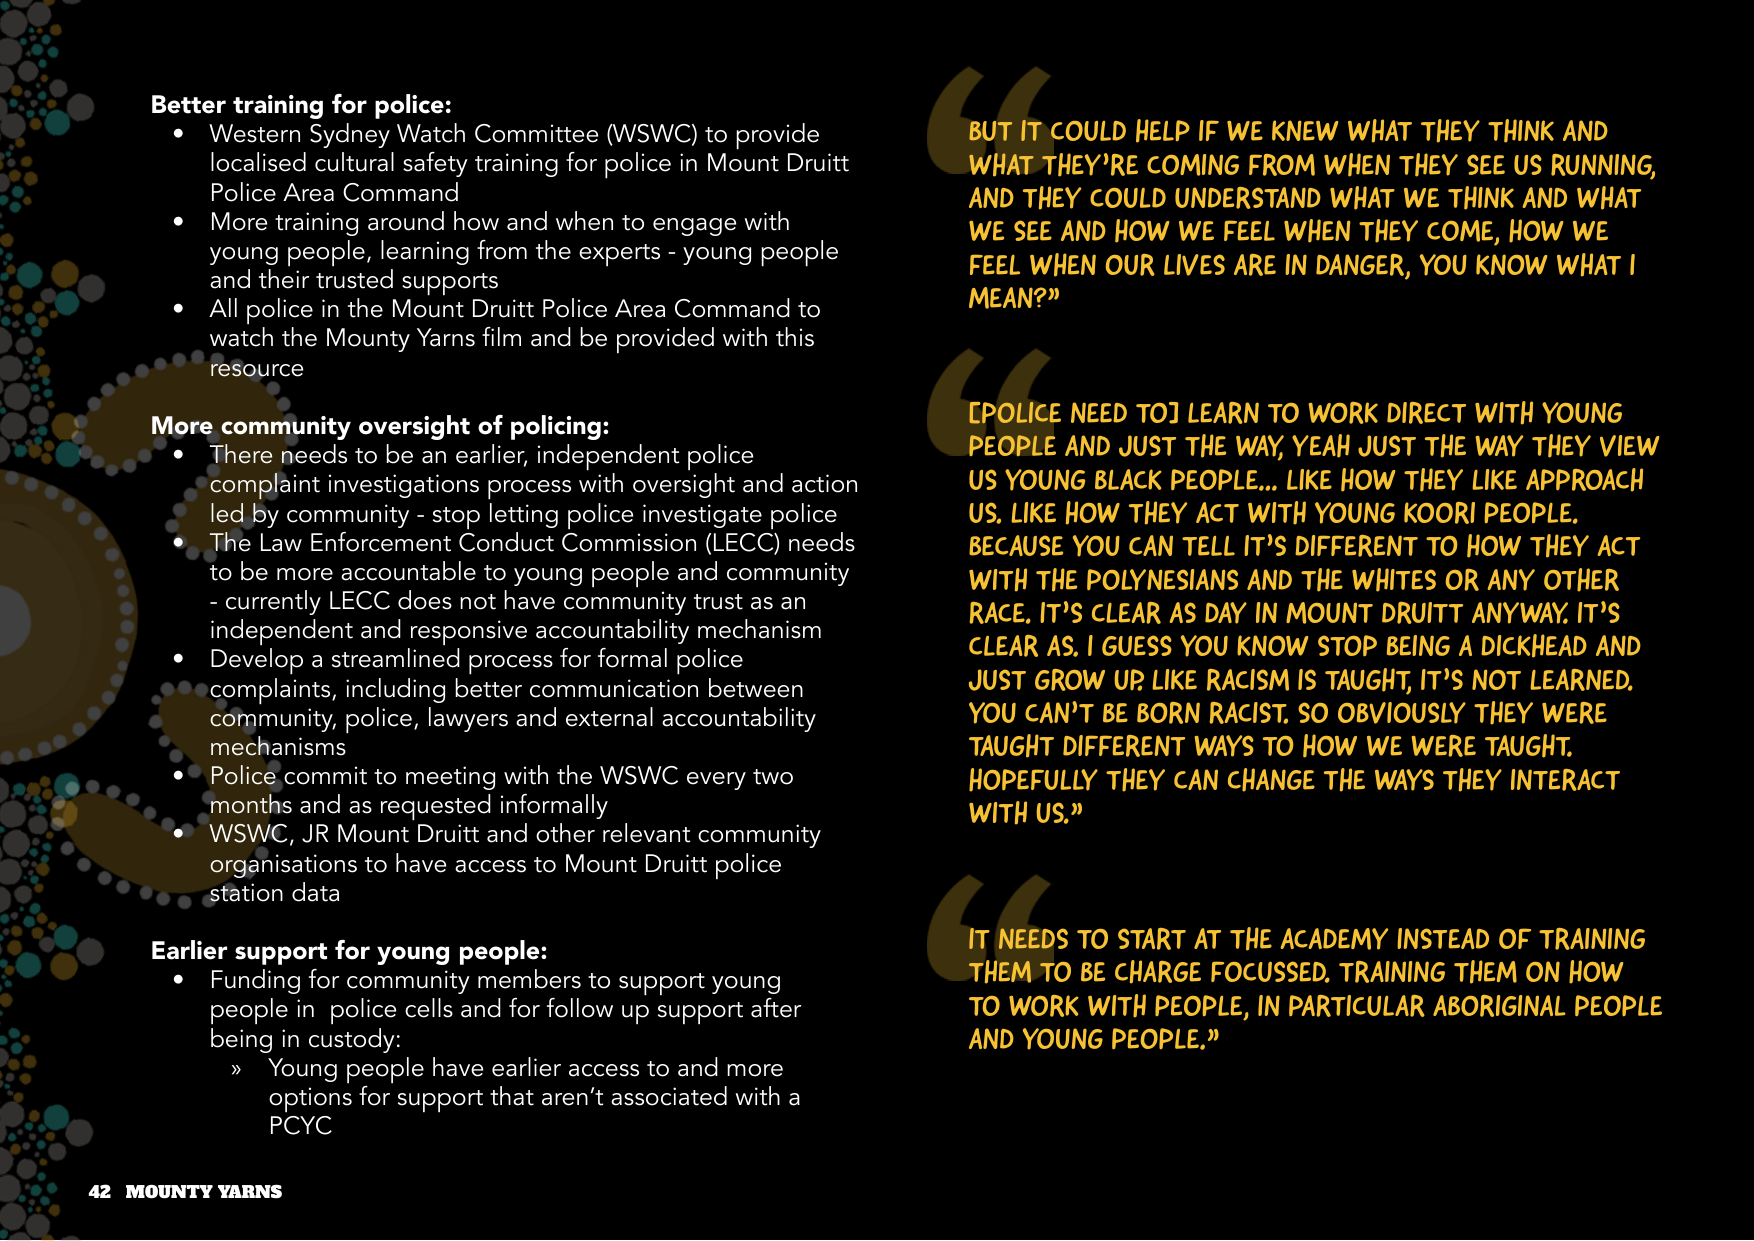 Better training for police:
• Western Sydney Watch Committee (WSWC) to provide
localised cultural safety training for police in Mount Druitt
Police Area Command
• More training around how and when to engage with
young people, learning from the experts - young people
and their trusted supports
• All police in the Mount Druitt Police Area Command to
watch the Mounty Yarns film and be provided with this
resource
More community oversight of policing:
• There needs to be an earlier, independent police
complaint investigations process with oversight and action
led by community - stop letting police investigate police
• The Law Enforcement Conduct Commission (LECC) needs
to be more accountable to young people and community
- currently LECC does not have community trust as an
independent and responsive accountability mechanism
• Develop a streamlined process for formal police
complaints, including better communication between
community, police, lawyers and external accountability
mechanisms
• Police commit to meeting with the WSWC every two
months and as requested informally
• WSWC, JR Mount Druitt and other relevant community
organisations to have access to Mount Druitt police
station data
Earlier support for young people:
• Funding for community members to support young
people in  police cells and for follow up support after
being in custody:
» Young people have earlier access to and more
options for support that aren't associated with a
PCYC
“
BUT IT COULD HELP IF WE KNEW WHAT THEY THINK AND
WHAT THEY'RE COMING FROM WHEN THEY SEE US RUNNING,
AND THEY COULD UNDERSTAND WHAT WE THINK AND WHAT
WE SEE AND HOW WE FEEL WHEN THEY COME, HOW WE
FEEL WHEN OUR LIVES ARE IN DANGER, YOU KNOW WHAT I
MEAN?”
“
[POLICE NEED TO] LEARN TO WORK DIRECT WITH YOUNG
PEOPLE AND JUST THE WAY, YEAH JUST THE WAY THEY VIEW
US YOUNG BLACK PEOPLE... LIKE HOW THEY LIKE APPROACH
US. LIKE HOW THEY ACT WITH YOUNG KOORI PEOPLE.
BECAUSE YOU CAN TELL IT'S DIFFERENT TO HOW THEY ACT
WITH THE POLYNESIANS AND THE WHITES OR ANY OTHER
RACE. IT'S CLEAR AS DAY IN MOUNT DRUITT ANYWAY. IT'S
CLEAR AS. I GUESS YOU KNOW STOP BEING A DICKHEAD AND
JUST GROW UP. LIKE RACISM IS TAUGHT, IT'S NOT LEARNED.
YOU CAN'T BE BORN RACIST. SO OBVIOUSLY THEY WERE
TAUGHT DIFFERENT WAYS TO HOW WE WERE TAUGHT.
HOPEFULLY THEY CAN CHANGE THE WAYS THEY INTERACT
WITH US.”
“
IT NEEDS TO START AT THE ACADEMY INSTEAD OF TRAINING
THEM TO BE CHARGE FOCUSSED. TRAINING THEM ON HOW
TO WORK WITH PEOPLE, IN PARTICULAR ABORIGINAL PEOPLE
AND YOUNG PEOPLE.”
42 MOUNTY YARNS